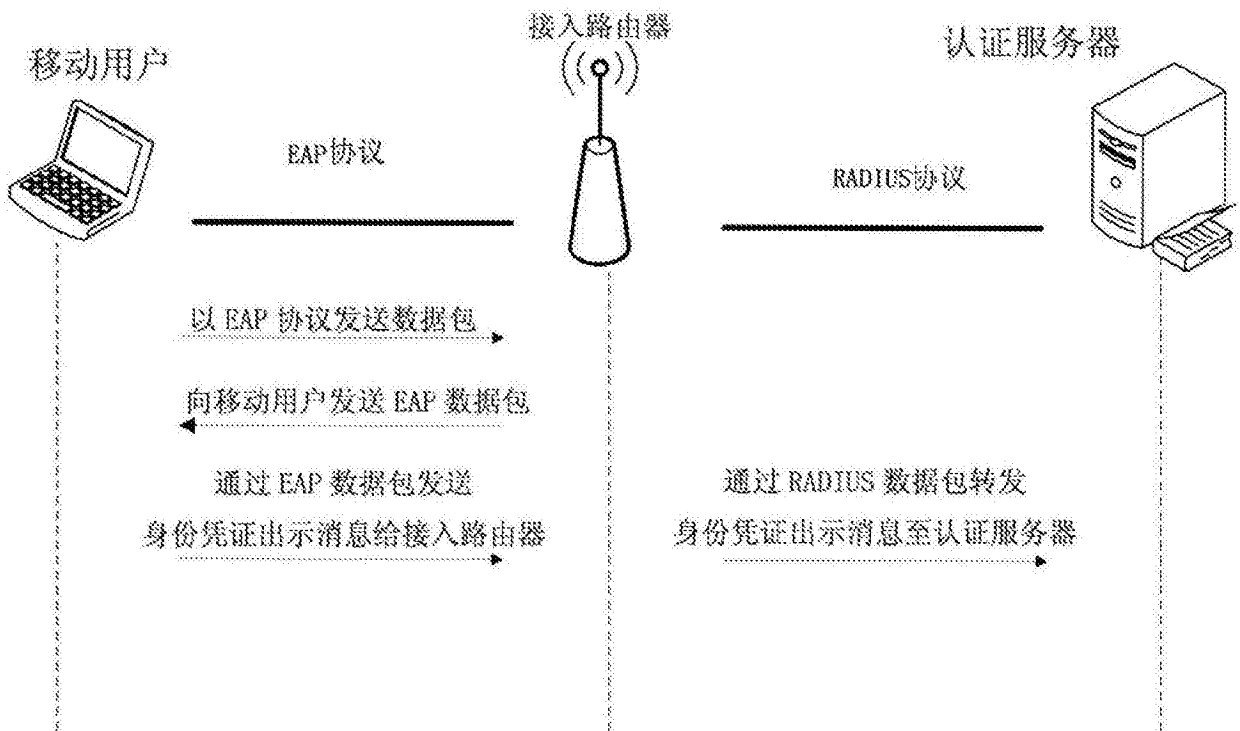 移动用户
接入路由器
认证服务器
EAP协议
RADIUS协议
以 EAP 协议发送数据包
向移动用户发送 EAP 数据包
通过 EAP 数据包发送
身份凭证出示消息给接入路由器
通过 RADIUS 数据包转发
身份凭证出示消息至认证服务器